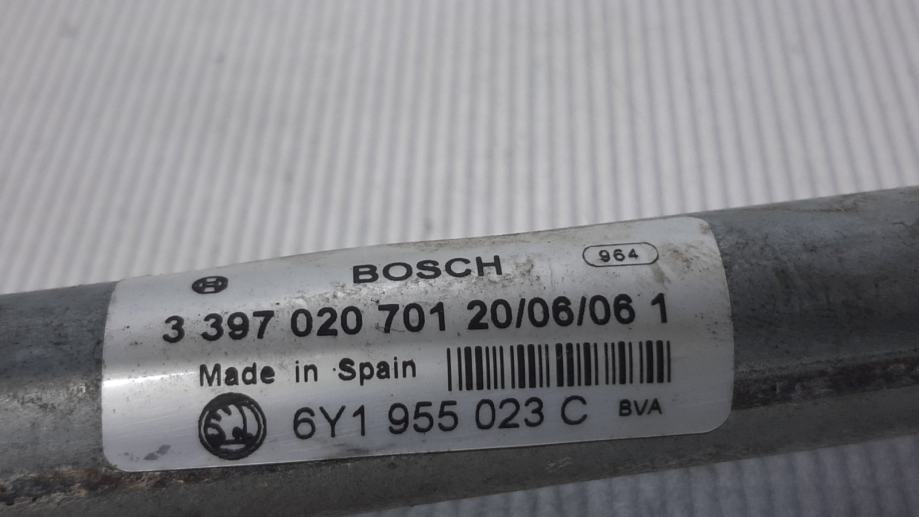 BOSCH 964
3 397 020 701 20/06/06 1
Made in Spain
6Y1 955 023 C BVA